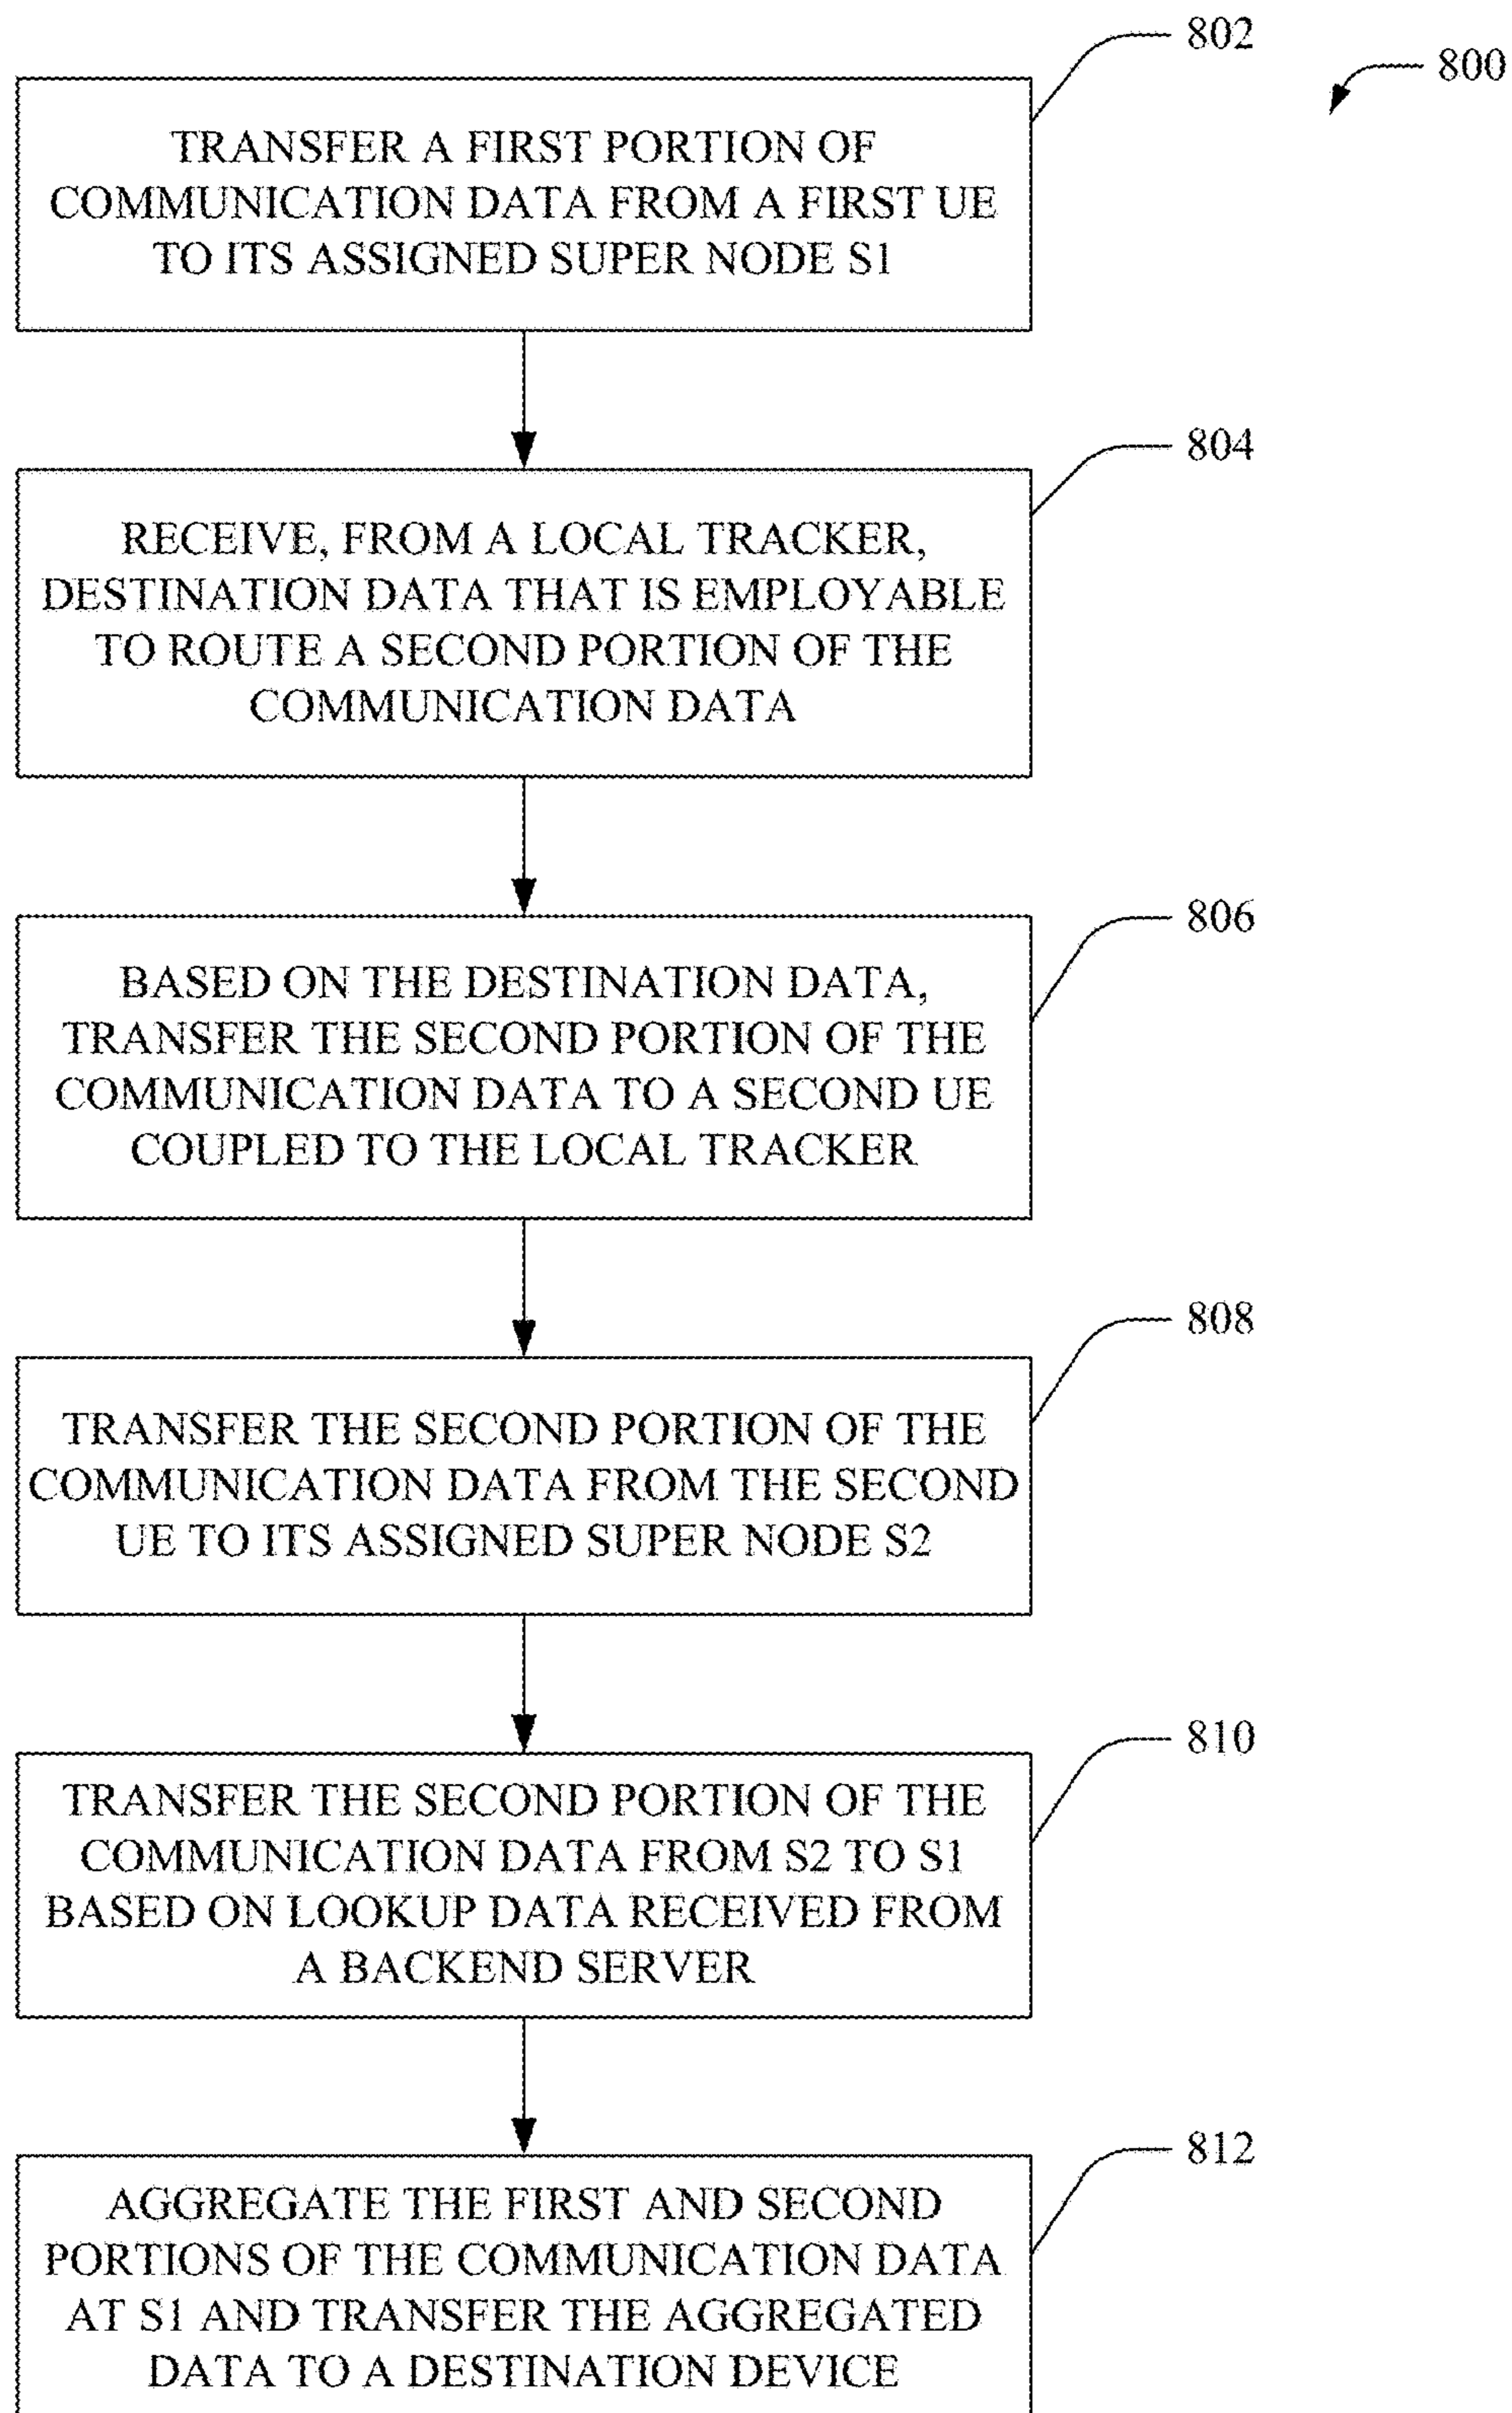 802
800
TRANSFER A FIRST PORTION OF
COMMUNICATION DATA FROM A FIRST UE
TO ITS ASSIGNED SUPER NODE S1
804
RECEIVE, FROM A LOCAL TRACKER,
DESTINATION DATA THAT IS EMPLOYABLE
TO ROUTE A SECOND PORTION OF THE
COMMUNICATION DATA
806
BASED ON THE DESTINATION DATA,
TRANSFER THE SECOND PORTION OF THE
COMMUNICATION DATA TO A SECOND UE
COUPLED TO THE LOCAL TRACKER
808
TRANSFER THE SECOND PORTION OF THE
COMMUNICATION DATA FROM THE SECOND
UE TO ITS ASSIGNED SUPER NODE S2
810
TRANSFER THE SECOND PORTION OF THE
COMMUNICATION DATA FROM S2 TO S1
BASED ON LOOKUP DATA RECEIVED FROM
A BACKEND SERVER
812
AGGREGATE THE FIRST AND SECOND
PORTIONS OF THE COMMUNICATION DATA
AT S1 AND TRANSFER THE AGGREGATED
DATA TO A DESTINATION DEVICE